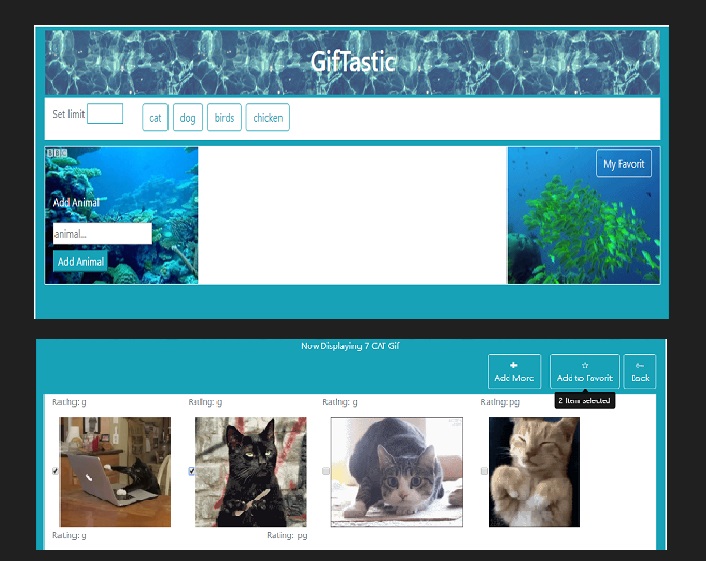 GifTastic
Set limit
cat dog birds chicken
BBC
My Favorit
Add Animal
animal...
Add Animal
Now Displaying 7 CAT Gif
Add More Add to Favorit Back
2 Item selected
Rating: g Rating: g Rating: g Rating: pg
Rating: g Rating: pg